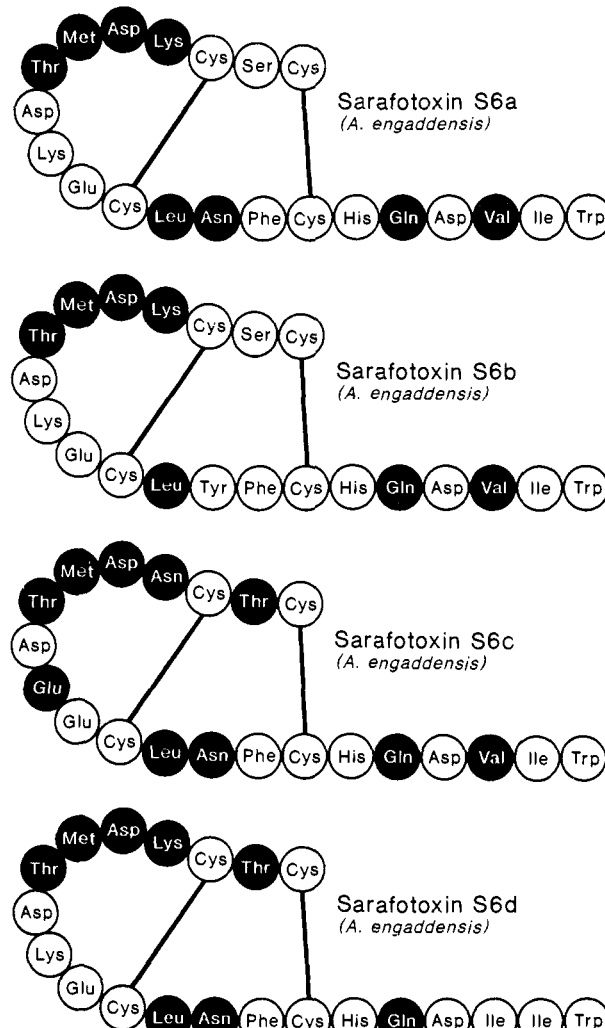 Thr Met Asp Lys Cys Ser Cys
Sarafotoxin S6a
(A. engaddensis)
Asp
Lys
Glu
Cys Leu Asn Phe Cys His Gln Asp Val Ile Trp
Thr Met Asp Lys Cys Ser Cys
Sarafotoxin S6b
(A. engaddensis)
Asp
Lys
Glu
Cys Leu Tyr Phe Cys His Gln Asp Val Ile Trp
Thr Met Asp Asn Cys Thr Cys
Sarafotoxin S6c
(A. engaddensis)
Asp
Glu
Glu
Cys Leu Asn Phe Cys His Gln Asp Val Ile Trp
Thr Met Asp Lys Cys Thr Cys
Sarafotoxin S6d
(A. engaddensis)
Asp
Lys
Glu
Cys Leu Asn Phe Cys His Gln Asp Ile Ile Trp